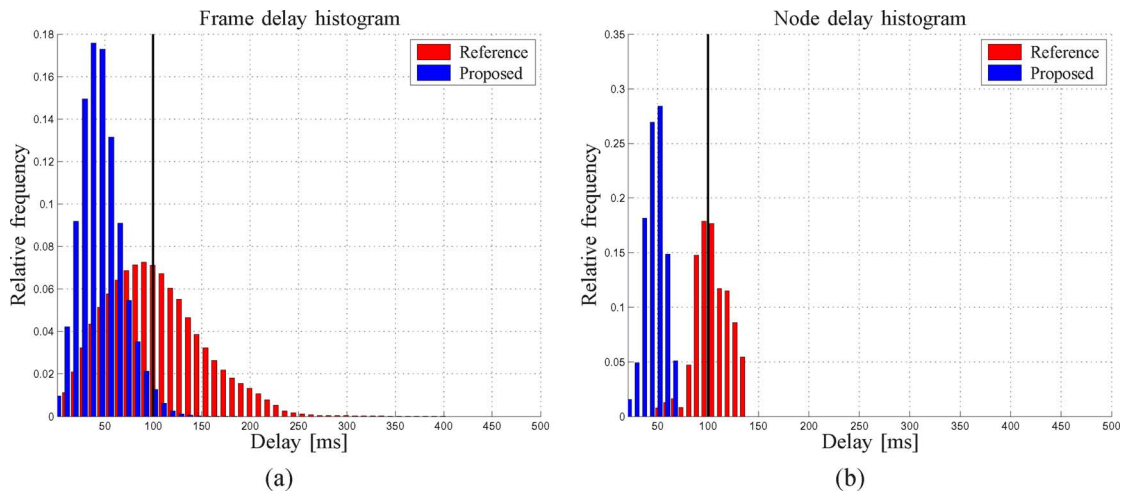 Frame delay histogram
0.18
0.16
0.14
0.12
0.1
0.08
0.06
0.04
0.02
0
Relative frequency
Reference
Proposed
50 100 150 200 250 300 350 400 450 500
Delay [ms]
(a)
Node delay histogram
0.35
0.3
0.25
0.2
0.15
0.1
0.05
0
Relative frequency
Reference
Proposed
50 100 150 200 250 300 350 400 450 500
Delay [ms]
(b)